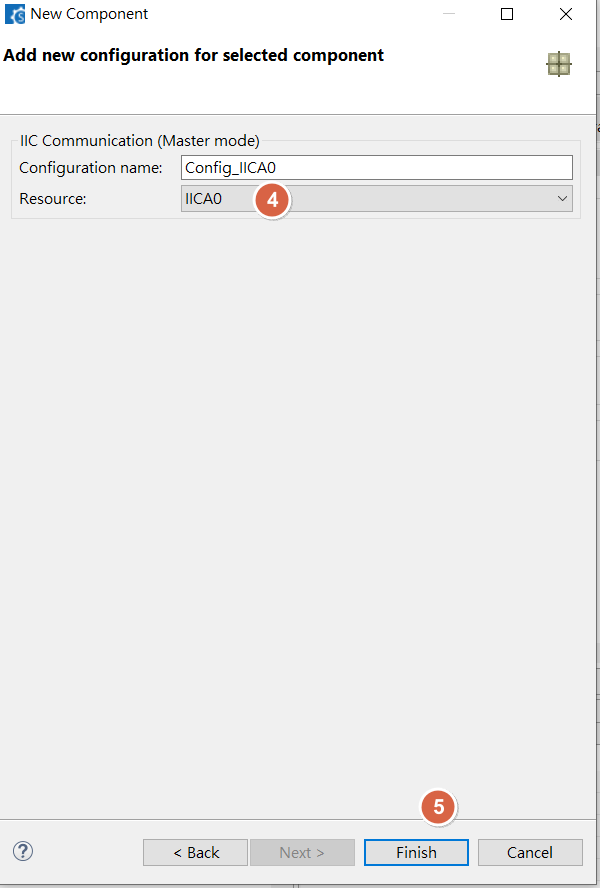 New Component
Add new configuration for selected component
IIC Communication (Master mode)
Configuration name: Config_IICA0
Resource: IICA0 4
5
? < Back Next > Finish Cancel